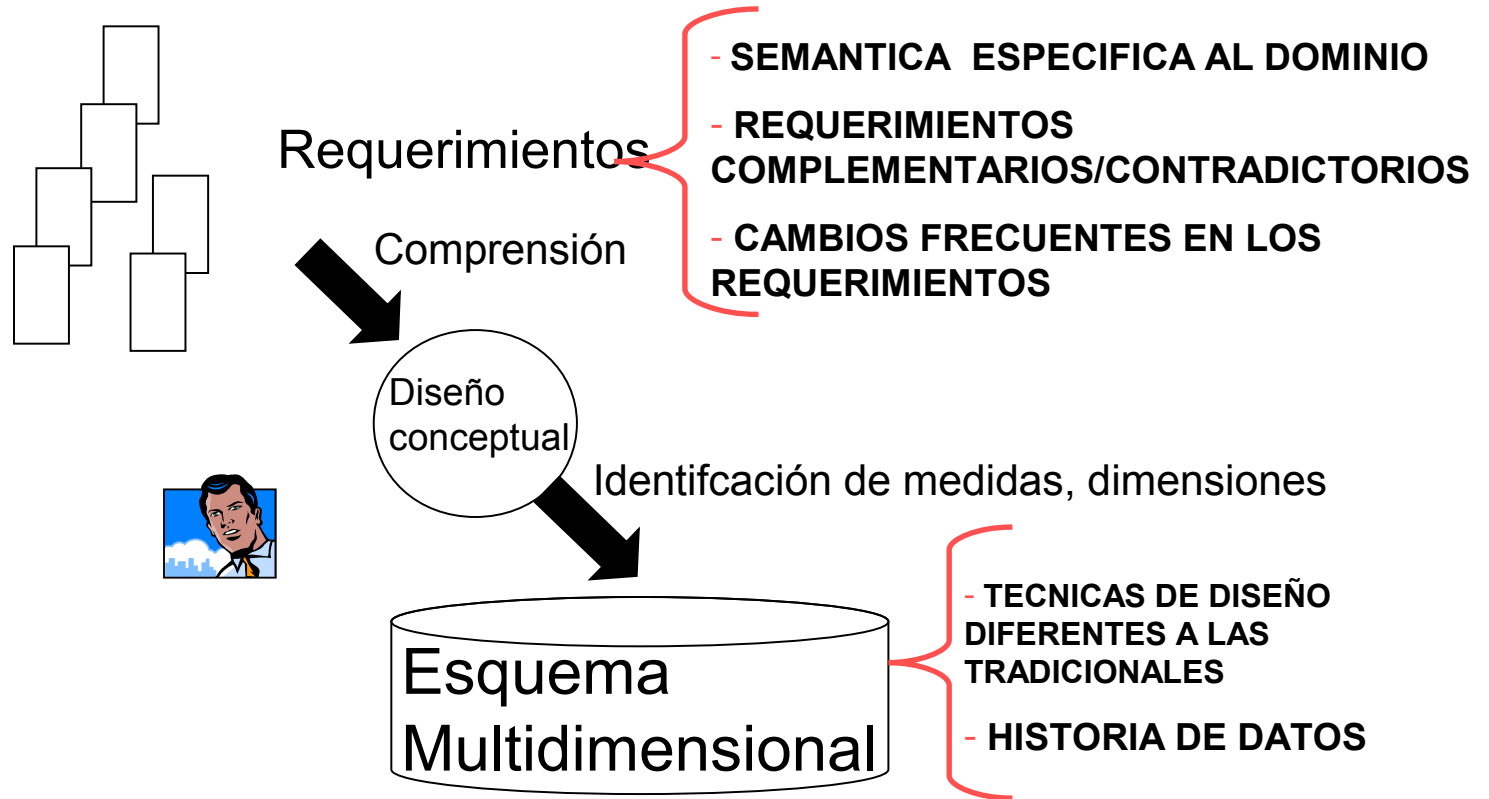 - SEMANTICA ESPECIFICA AL DOMINIO
Requerimientos
- REQUERIMIENTOS
COMPLEMENTARIOS/CONTRADICTORIOS
Comprensión
- CAMBIOS FRECUENTES EN LOS
REQUERIMIENTOS
Diseño
conceptual
Identifcación de medidas, dimensiones
Esquema
Multidimensional
- TECNICAS DE DISEÑO
DIFERENTES A LAS
TRADICIONALES
- HISTORIA DE DATOS